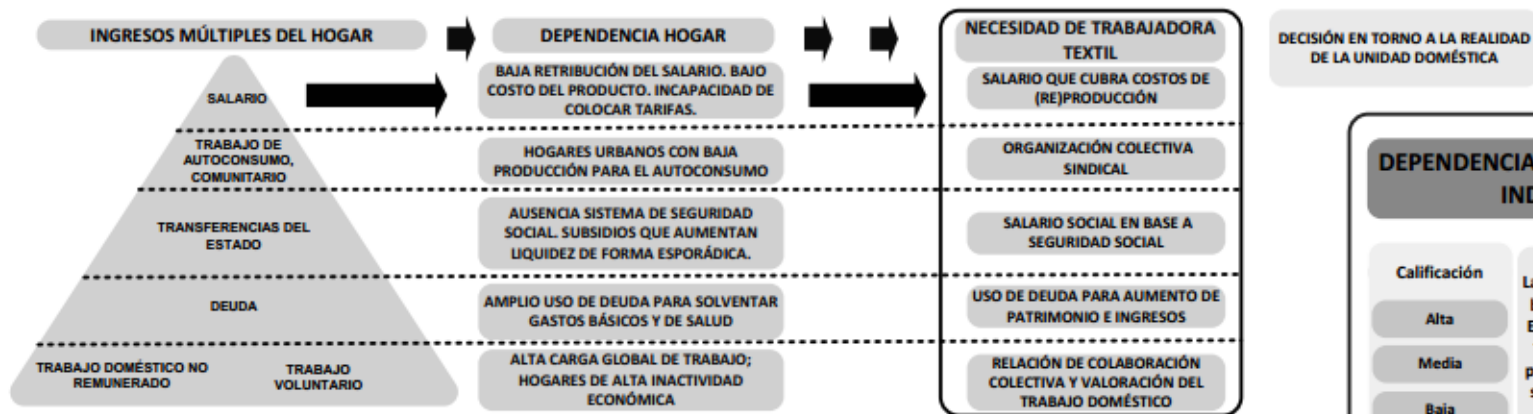 INGRESOS MÚLTIPLES DEL HOGAR
SALARIO
TRABAJO DE
AUTOCONSUMO,
COMUNITARIO
TRANSFERENCIAS DEL
ESTADO
DEUDA
TRABAJO DOMÉSTICO NO
REMUNERADO
TRABAJO
VOLUNTARIO
DEPENDENCIA HOGAR
BAJA RETRIBUCIÓN DEL SALARIO. BAJO
COSTO DEL PRODUCTO. INCAPACIDAD DE
COLOCAR TARIFAS.
HOGARES URBANOS CON BAJA
PRODUCCIÓN PARA EL AUTOCONSUMO
AUSENCIA SISTEMA DE SEGURIDAD
SOCIAL. SUBSIDIOS QUE AUMENTAN
LIQUIDEZ DE FORMA ESPORÁDICA.
AMPLIO USO DE DEUDA PARA SOLVENTAR
GASTOS BÁSICOS Y DE SALUD
ALTA CARGA GLOBAL DE TRABAJO;
HOGARES DE ALTA INACTIVIDAD
ECONÓMICA
NECESIDAD DE TRABAJADORA
TEXTIL
SALARIO QUE CUBRA COSTOS DE
(RE)PRODUCCIÓN
ORGANIZACIÓN COLECTIVA
SINDICAL
SALARIO SOCIAL EN BASE A
SEGURIDAD SOCIAL
USO DE DEUDA PARA AUMENTO DE
PATRIMONIO E INGRESOS
RELACIÓN DE COLABORACIÓN
COLECTIVA Y VALORACIÓN DEL
TRABAJO DOMÉSTICO
DECISIÓN EN TORNO A LA REALIDAD
DE LA UNIDAD DOMÉSTICA
DEPENDENCIA
IND
Calificación
Alta
Media
Baja